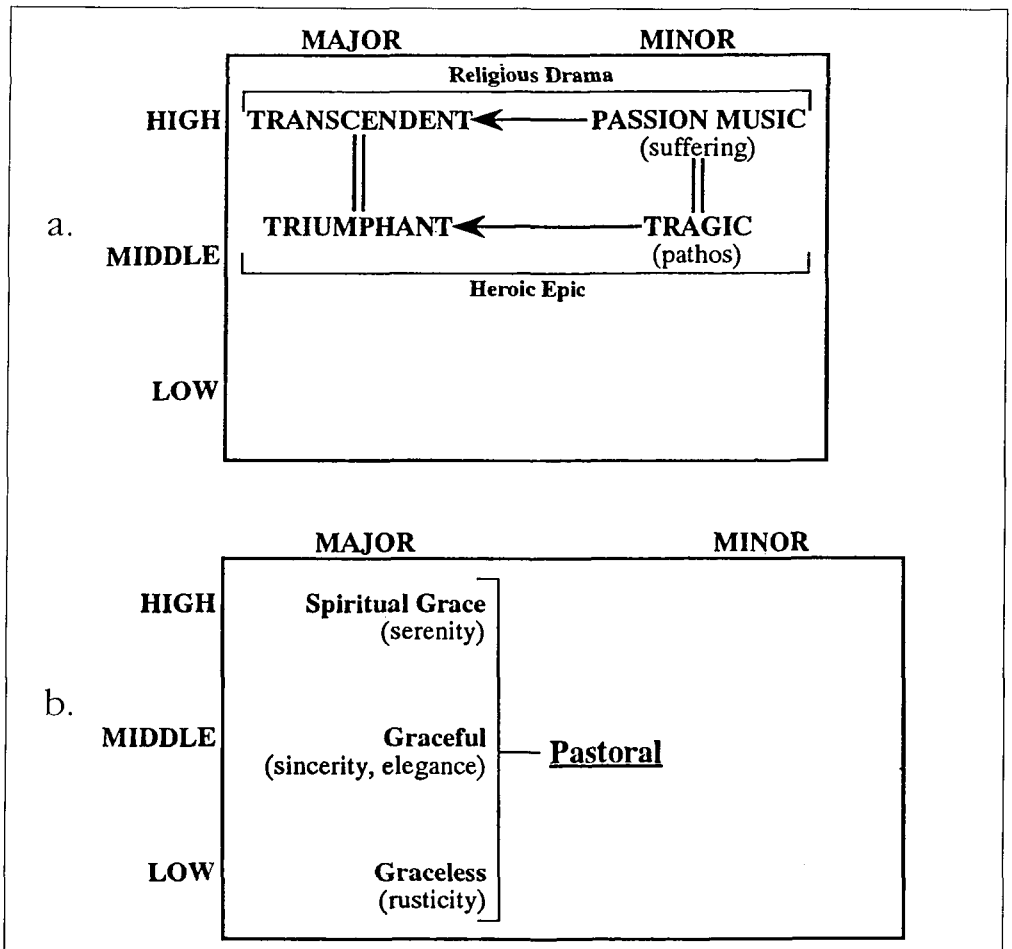 MAJOR MINOR
Religious Drama
HIGH TRANSCENDENT PASSION MUSIC
(suffering)
a.
TRIUMPHANT TRAGIC
MIDDLE (pathos)
Heroic Epic
LOW
MAJOR MINOR
HIGH Spiritual Grace
(serenity)
b.
MIDDLE Graceful
(sincerity, elegance) Pastoral
LOW Graceless
(rusticity)